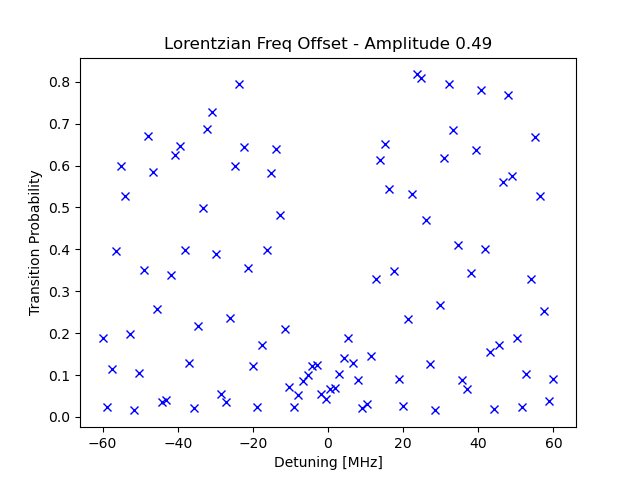 Lorentzian Freq Offset - Amplitude 0.49
Transition Probability
0.8
0.7
0.6
0.5
0.4
0.3
0.2
0.1
0.0
−60 −40 −20 0 20 40 60
Detuning [MHz]